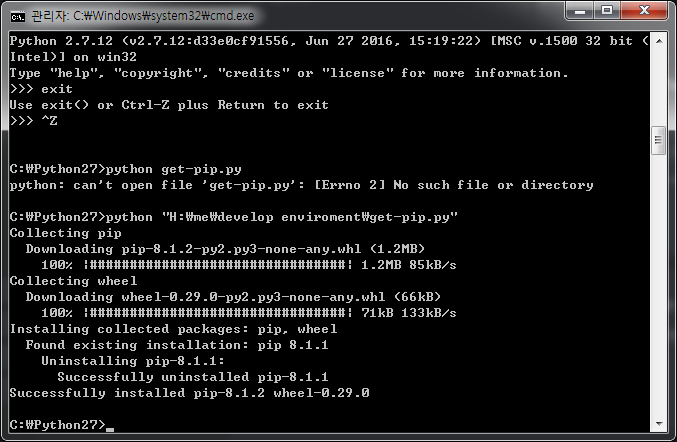 관리자: C:₩Windows₩system32₩cmd.exe
Python 2.7.12 (v2.7.12:d33e0cf91556, Jun 27 2016, 15:19:22) [MSC v.1500 32 bit (
Intel)] on win32
Type "help", "copyright", "credits" or "license" for more information.
>>> exit
Use exit() or Ctrl-Z plus Return to exit
>>> ^Z
C:₩Python27>python get-pip.py
python: can't open file 'get-pip.py': [Errno 2] No such file or directory
C:₩Python27>python "H:₩me₩develop enviroment₩get-pip.py"
Collecting pip
  Downloading pip-8.1.2-py2.py3-none-any.whl (1.2MB)
    100% |################################| 1.2MB 85kB/s
Collecting wheel
  Downloading wheel-0.29.0-py2.py3-none-any.whl (66kB)
    100% |################################| 71kB 133kB/s
Installing collected packages: pip, wheel
  Found existing installation: pip 8.1.1
    Uninstalling pip-8.1.1:
      Successfully uninstalled pip-8.1.1
Successfully installed pip-8.1.2 wheel-0.29.0
C:₩Python27>_